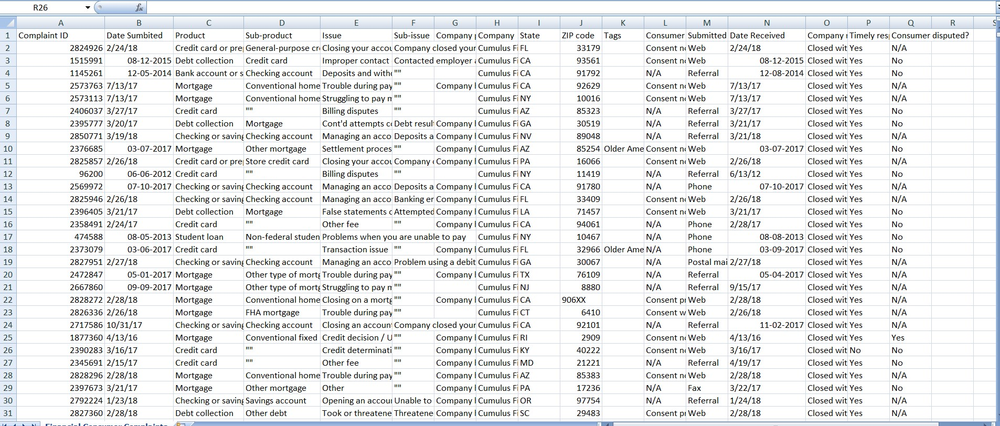 R26 fx
A B C D E F G H I J K L M N O P Q R S
1 Complaint ID Date Sumbited Product Sub-product Issue Sub-issue Company Company State ZIP code Tags Consumer Submitted Date Received Company Timely res Consumer disputed?
2 2824926 2/24/18 Credit card or pre General-purpose cr Closing your accou Company closed your Cumulus Fi FL 33179 Consent no Web 2/24/18 Closed wit Yes N/A
3 1515991 08-12-2015 Debt collection Credit card Improper contact Contacted employer a Cumulus Fi CA 93561 Consent no Web 08-12-2015 Closed wit Yes No
4 1145261 12-05-2014 Bank account or s Checking account Deposits and witho "" Cumulus Fi CA 91792 N/A Referral 12-08-2014 Closed wit Yes No
5 2573763 7/13/17 Mortgage Conventional home Trouble during pay "" Company l Cumulus Fi CA 92629 Consent no Web 7/13/17 Closed wit Yes N/A
6 2573113 7/13/17 Mortgage Conventional home Struggling to pay m "" Cumulus Fi NY 10016 Consent no Web 7/13/17 Closed wit Yes N/A
7 2406037 3/27/17 Credit card "" Billing disputes "" Cumulus Fi AZ 85323 N/A Referral 3/27/17 Closed wit Yes No
8 2395777 3/20/17 Debt collection Mortgage Cont'd attempts co Debt result Company l Cumulus Fi GA 30519 N/A Referral 3/21/17 Closed wit Yes No
9 2850771 3/19/18 Checking or saving Checking account Managing an acco Deposits a Company l Cumulus Fi NV 89048 N/A Referral 3/21/18 Closed wit Yes N/A
10 2376685 03-07-2017 Mortgage Other mortgage Settlement proces "" Cumulus Fi AZ 85254 Older Ame Consent no Web 03-07-2017 Closed wit Yes No
11 2825857 2/26/18 Credit card or pre Store credit card Closing your accou Company c Company l Cumulus Fi PA 16066 Consent no Web 2/26/18 Closed wit Yes N/A
12 96200 06-06-2012 Credit card "" Billing disputes "" Cumulus Fi NY 11419 N/A Referral 6/13/12 Closed wit Yes No
13 2569972 07-10-2017 Checking or saving Checking account Managing an acco Deposits a Company l Cumulus Fi CA 91780 N/A Phone 07-10-2017 Closed wit Yes N/A
14 2825946 2/26/18 Checking or saving Checking account Managing an acco Banking er Company l Cumulus Fi FL 33409 Consent no Web 2/26/18 Closed wit Yes N/A
15 2396405 3/21/17 Debt collection Mortgage False statements o Attempted Company l Cumulus Fi LA 71457 Consent no Web 3/21/17 Closed wit Yes No
16 2358491 2/24/17 Credit card "" Other fee "" Company l Cumulus Fi CA 94061 N/A Phone 2/28/17 Closed wit Yes No
17 474588 08-05-2013 Student loan Non-federal studen Problems when you are unable to pay Cumulus Fi NY 10467 N/A Phone 08-08-2013 Closed wit Yes No
18 2373079 03-06-2017 Credit card "" Transaction issue "" Company l Cumulus Fi FL 32966 Older Ame N/A Phone 03-09-2017 Closed wit Yes No
19 2827951 2/27/18 Checking or saving Checking account Managing an acco Problem using a debit Cumulus Fi GA 30067 N/A Postal mai 2/27/18 Closed wit Yes N/A
20 2472847 05-01-2017 Mortgage Other type of mortg Trouble during pay "" Company l Cumulus Fi TX 76109 N/A Referral 05-04-2017 Closed wit Yes N/A
21 2667860 09-09-2017 Mortgage Other type of mortg Struggling to pay m "" Cumulus Fi NJ 8880 N/A Referral 9/15/17 Closed wit Yes N/A
22 2828272 2/28/18 Mortgage Conventional home Closing on a mortg "" Company l Cumulus Fi CA 906XX Consent pr Web 2/28/18 Closed wit Yes N/A
23 2826336 2/26/18 Mortgage FHA mortgage Trouble during pay "" Cumulus Fi CT 6410 Consent w Web 2/26/18 Closed wit Yes N/A
24 2717586 10/31/17 Checking or saving Checking account Closing an account Company closed your Cumulus Fi CA 92101 N/A Referral 11-02-2017 Closed wit Yes N/A
25 1877360 4/13/16 Mortgage Conventional fixed Credit decision / U "" Company l Cumulus Fi RI 2909 Consent no Web 4/13/16 Closed wit Yes Yes
26 2390283 3/16/17 Credit card "" Credit determinati "" Company l Cumulus Fi KY 40222 Consent no Web 3/16/17 Closed wit No No
27 2345691 2/15/17 Credit card "" Other fee "" Company l Cumulus Fi MD 21221 N/A Referral 4/19/17 Closed wit Yes No
28 2828296 2/28/18 Mortgage Conventional home Trouble during pay "" Company l Cumulus Fi AZ 85383 Consent no Web 2/28/18 Closed wit Yes N/A
29 2397673 3/21/17 Mortgage Other mortgage Other "" Company l Cumulus Fi PA 17236 N/A Fax 3/22/17 Closed wit Yes No
30 2792224 1/23/18 Checking or saving Savings account Opening an accou Unable to Company l Cumulus Fi OR 97754 N/A Referral 1/24/18 Closed wit Yes N/A
31 2827360 2/28/18 Debt collection Other debt Took or threatene Threatene Company l Cumulus Fi SC 29483 Consent pr Web 2/28/18 Closed wit Yes N/A
Financial Consumer Complaints